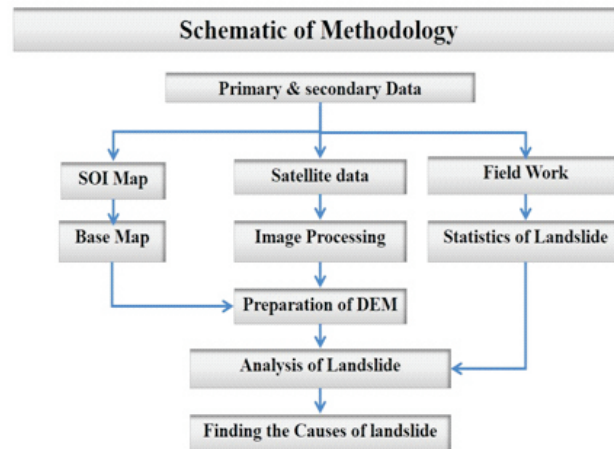 Schematic of Methodology
Primary & secondary Data
SOI Map
Satellite data
Field Work
Base Map
Image Processing
Statistics of Landslide
Preparation of DEM
Analysis of Landslide
Finding the Causes of landslide